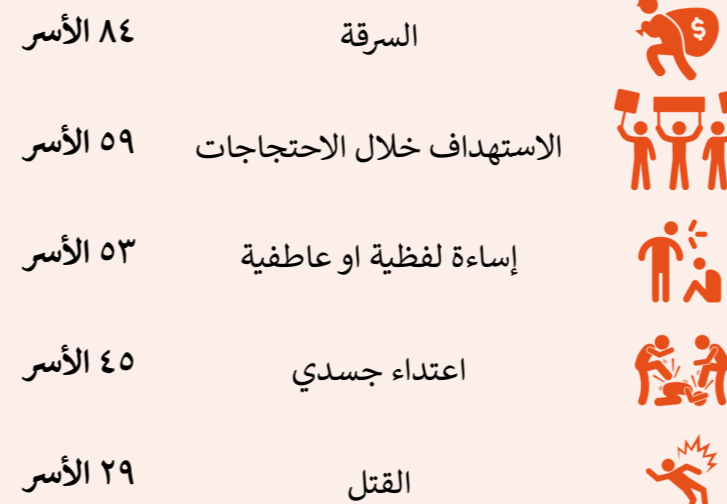 السرقة ٨٤ الأسر
الاستهداف خلال الاحتجاجات ٥٩ الأسر
إساءة لفظية او عاطفية ٥٣ الأسر
اعتداء جسدي ٤٥ الأسر
القتل ٢٩ الأسر